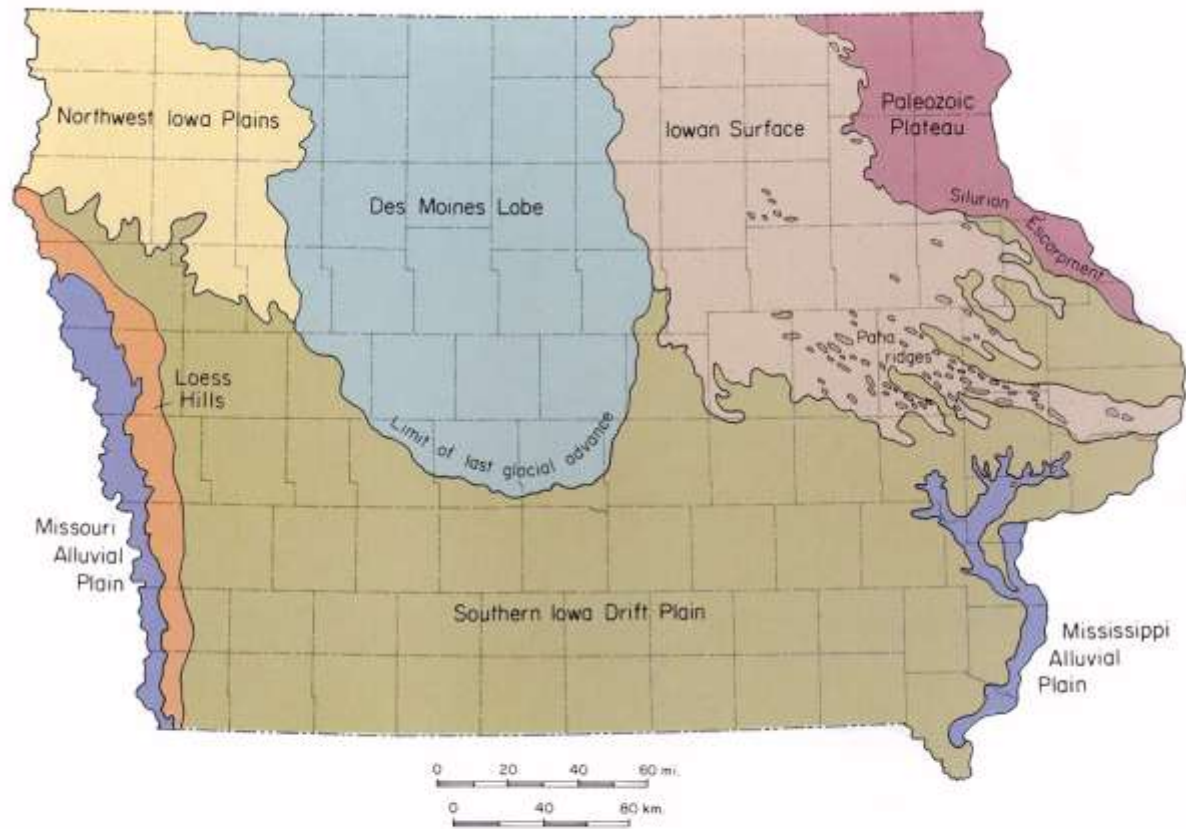 Northwest Iowa Plains
Des Moines Lobe
Iowan Surface
Paleozoic
Plateau
Silurian
Escarpment
Paha
ridges
Loess
Hills
Limit of last glacial advance
Missouri
Alluvial
Plain
Southern Iowa Drift Plain
Mississippi
Alluvial
Plain
0 20 40 60 mi.
0 40 80 km.